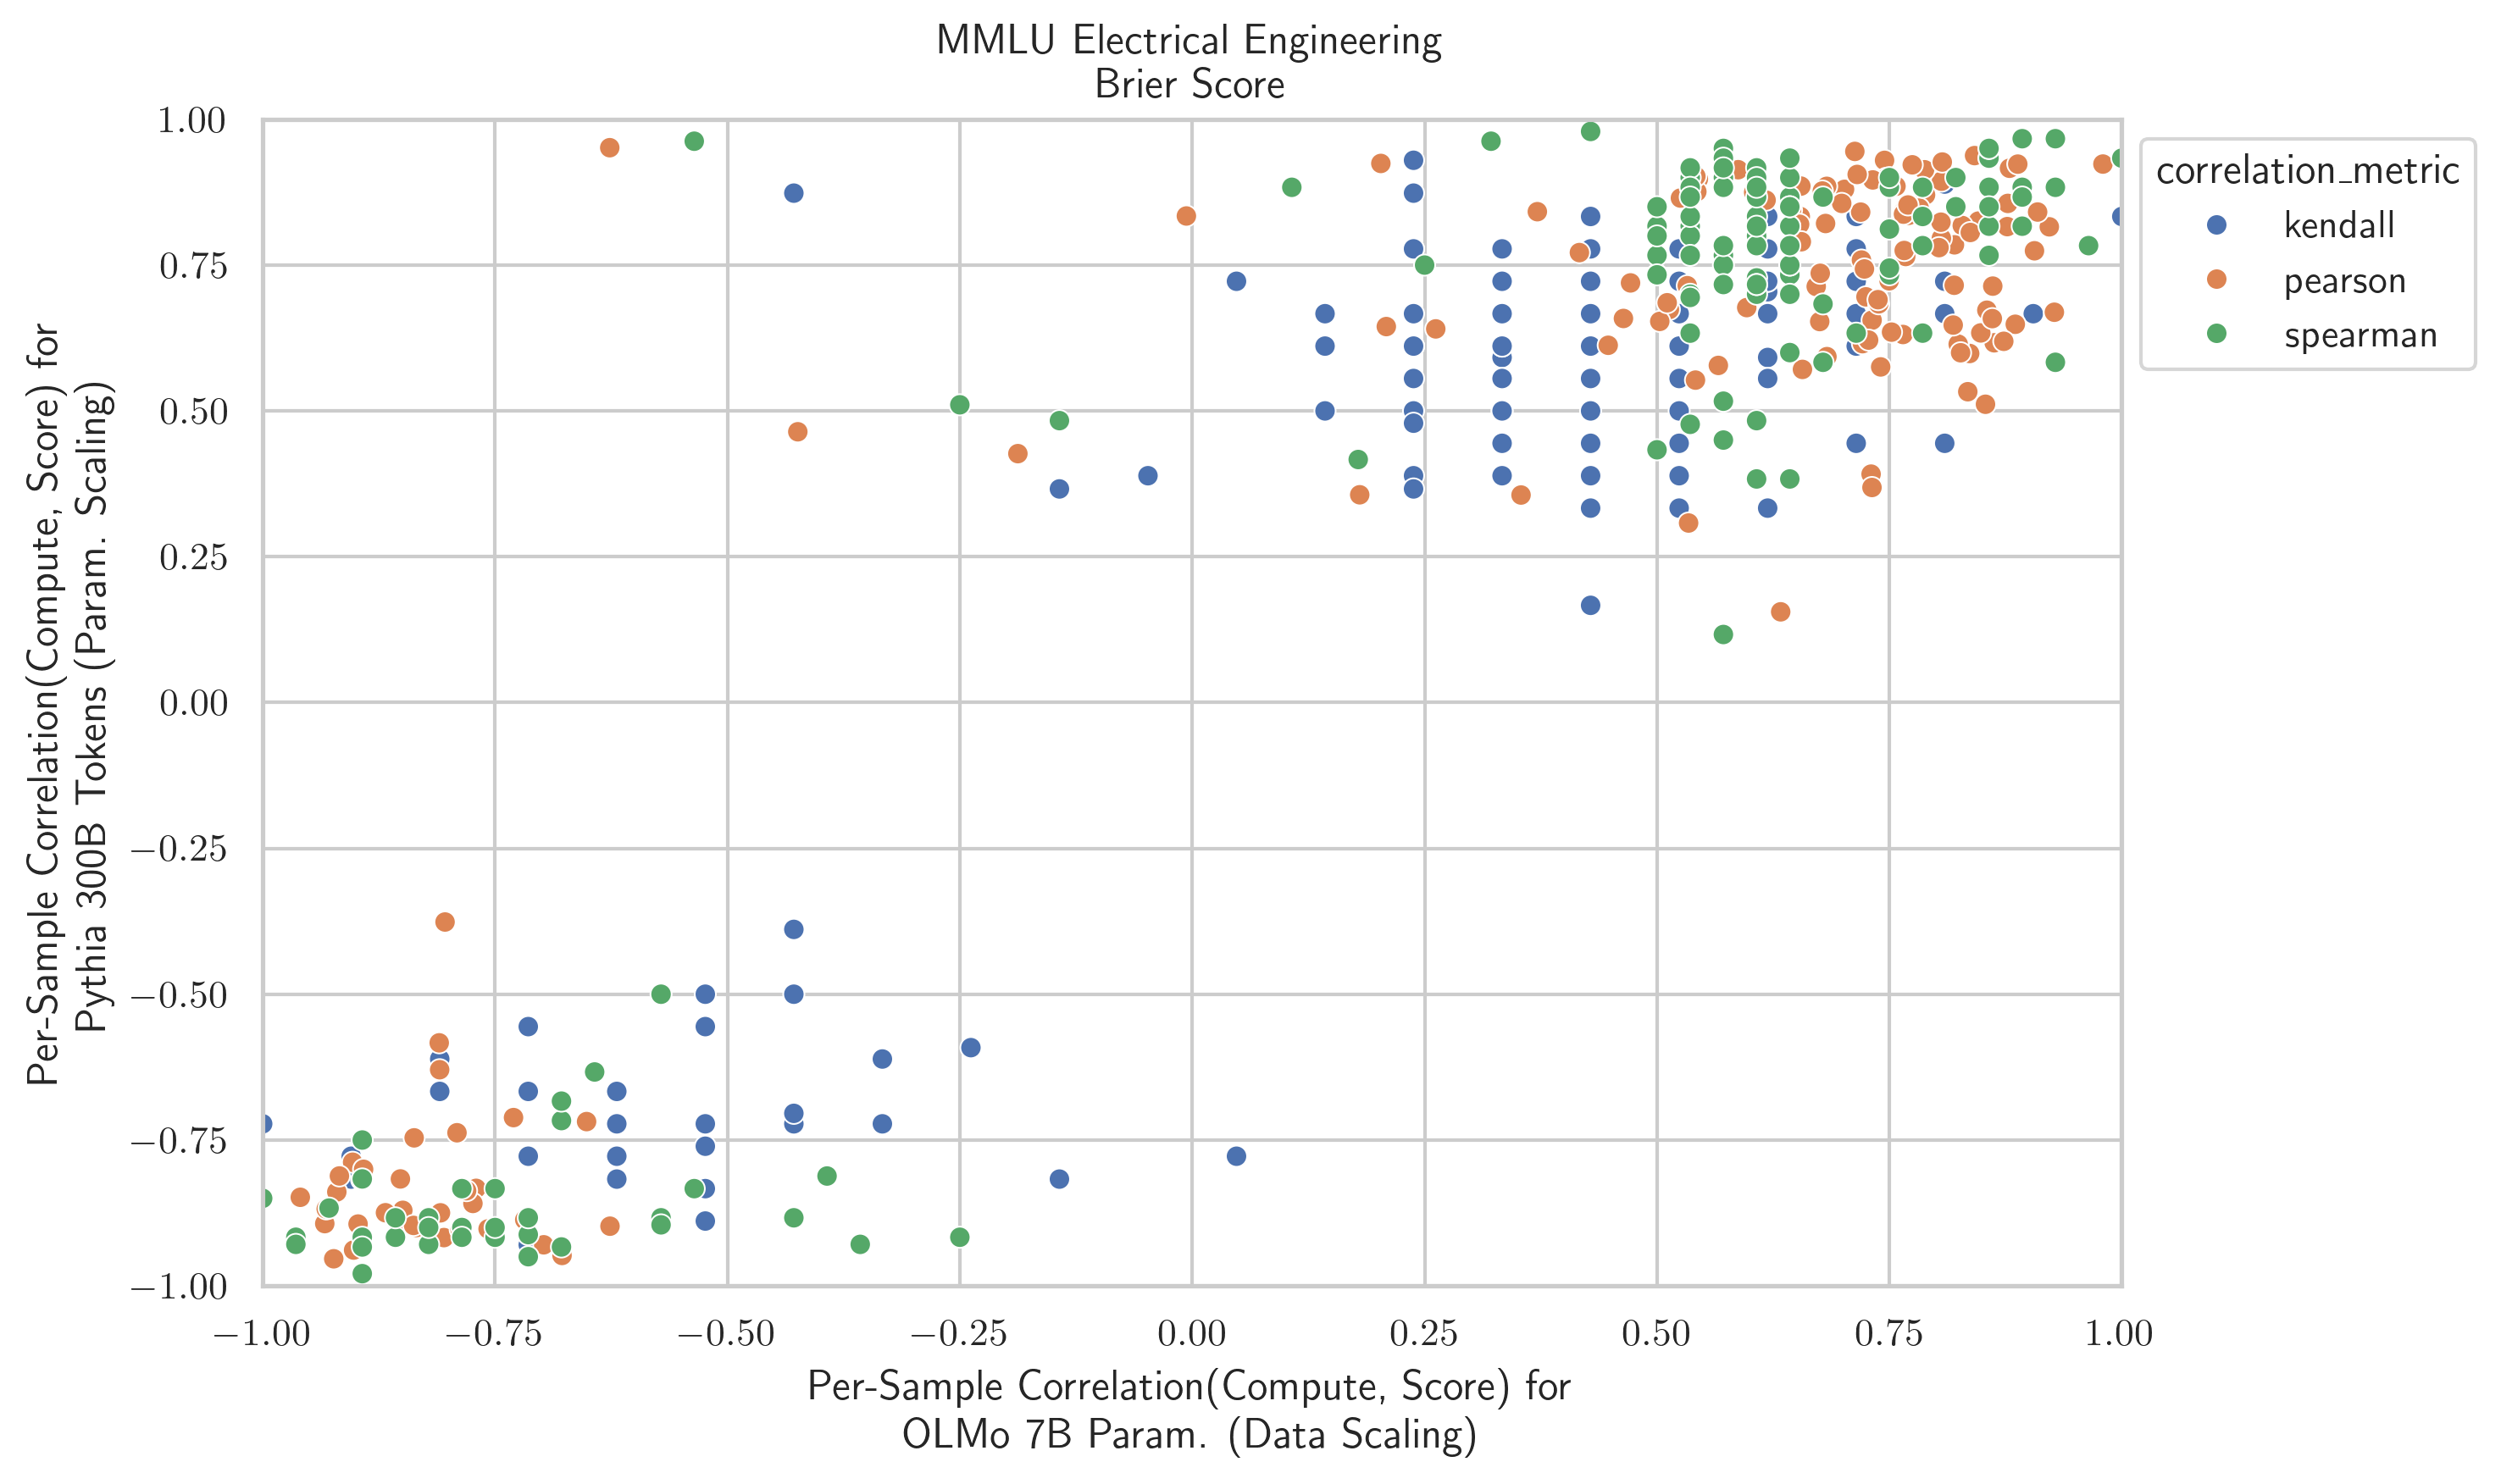 MMLU Electrical Engineering
Brier Score
Per-Sample Correlation(Compute, Score) for
Pythia 300B Tokens (Param. Scaling)
1.00
0.75
0.50
0.25
0.00
−0.25
−0.50
−0.75
−1.00
−1.00 −0.75 −0.50 −0.25 0.00 0.25 0.50 0.75 1.00
Per-Sample Correlation(Compute, Score) for
OLMo 7B Param. (Data Scaling)
correlation_metric
kendall
pearson
spearman